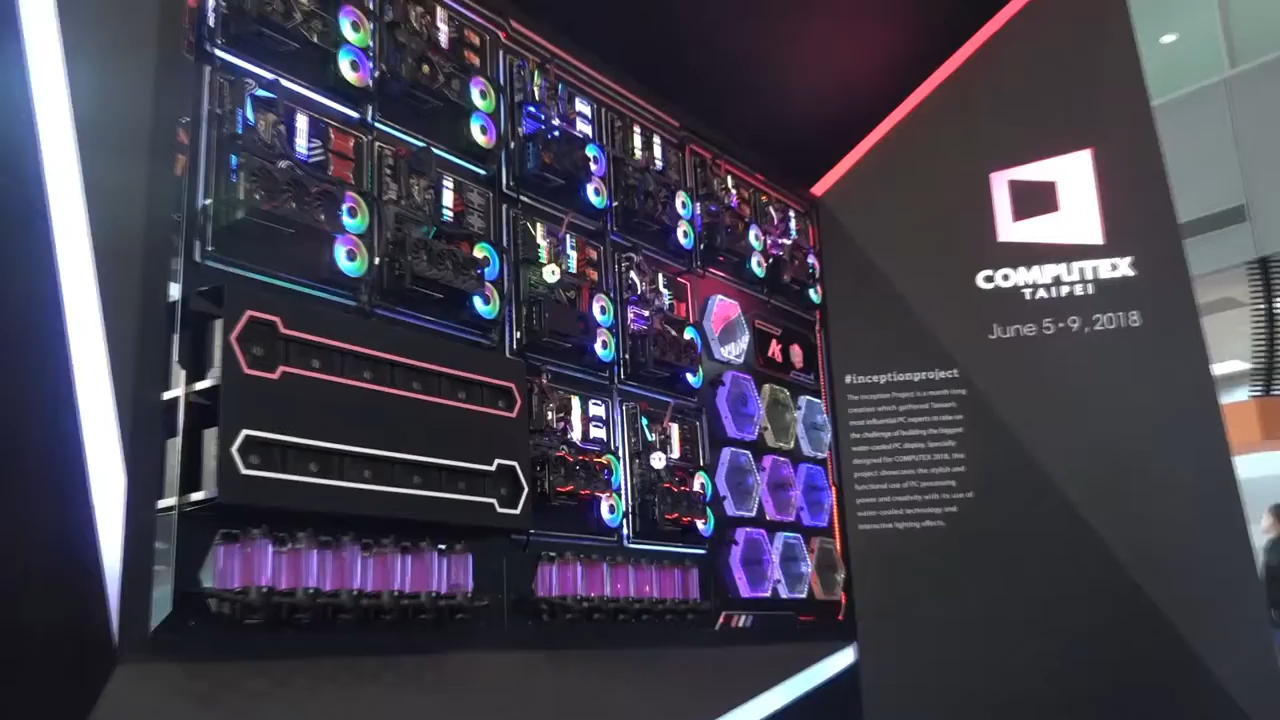 COMPUTEX
TAIPEI
June 5-9, 2018
#inceptionproject
The Inception Project is a month-long
creation which gathered Taiwan's
most influential PC experts to take on
the challenge of building the biggest
water-cooled PC display. Specially
designed for COMPUTEX 2018, this
project showcases the stylish and
functional use of PC processing
power and creativity with its use of
water-cooled technology and
interactive lighting effects.